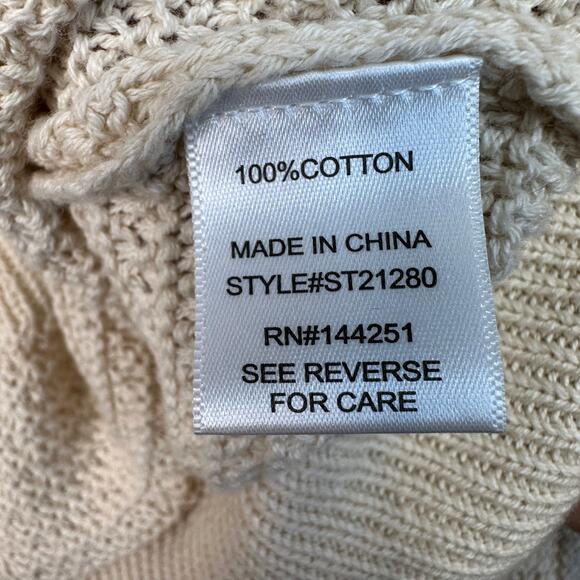 100%COTTON
MADE IN CHINA
STYLE#ST21280
RN#144251
SEE REVERSE
FOR CARE